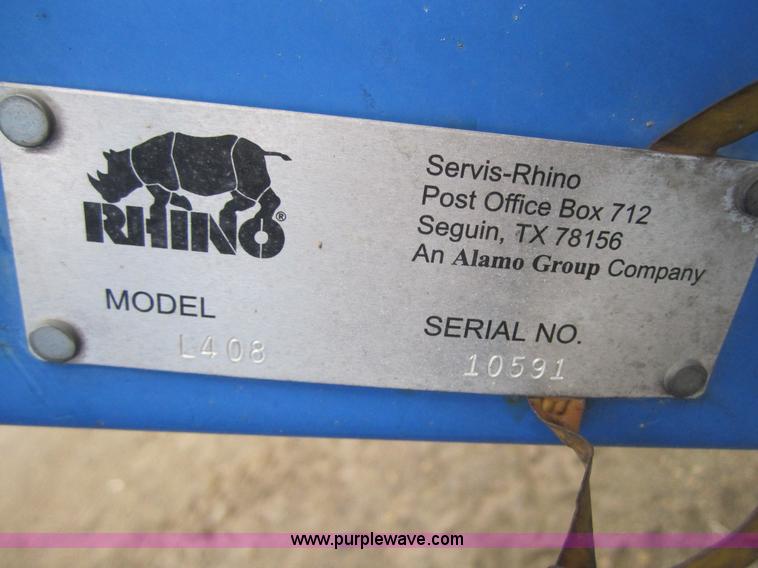 RHINO®
Servis-Rhino
Post Office Box 712
Seguin, TX 78156
An Alamo Group Company
MODEL
L408
SERIAL NO.
10591
www.purplewave.com